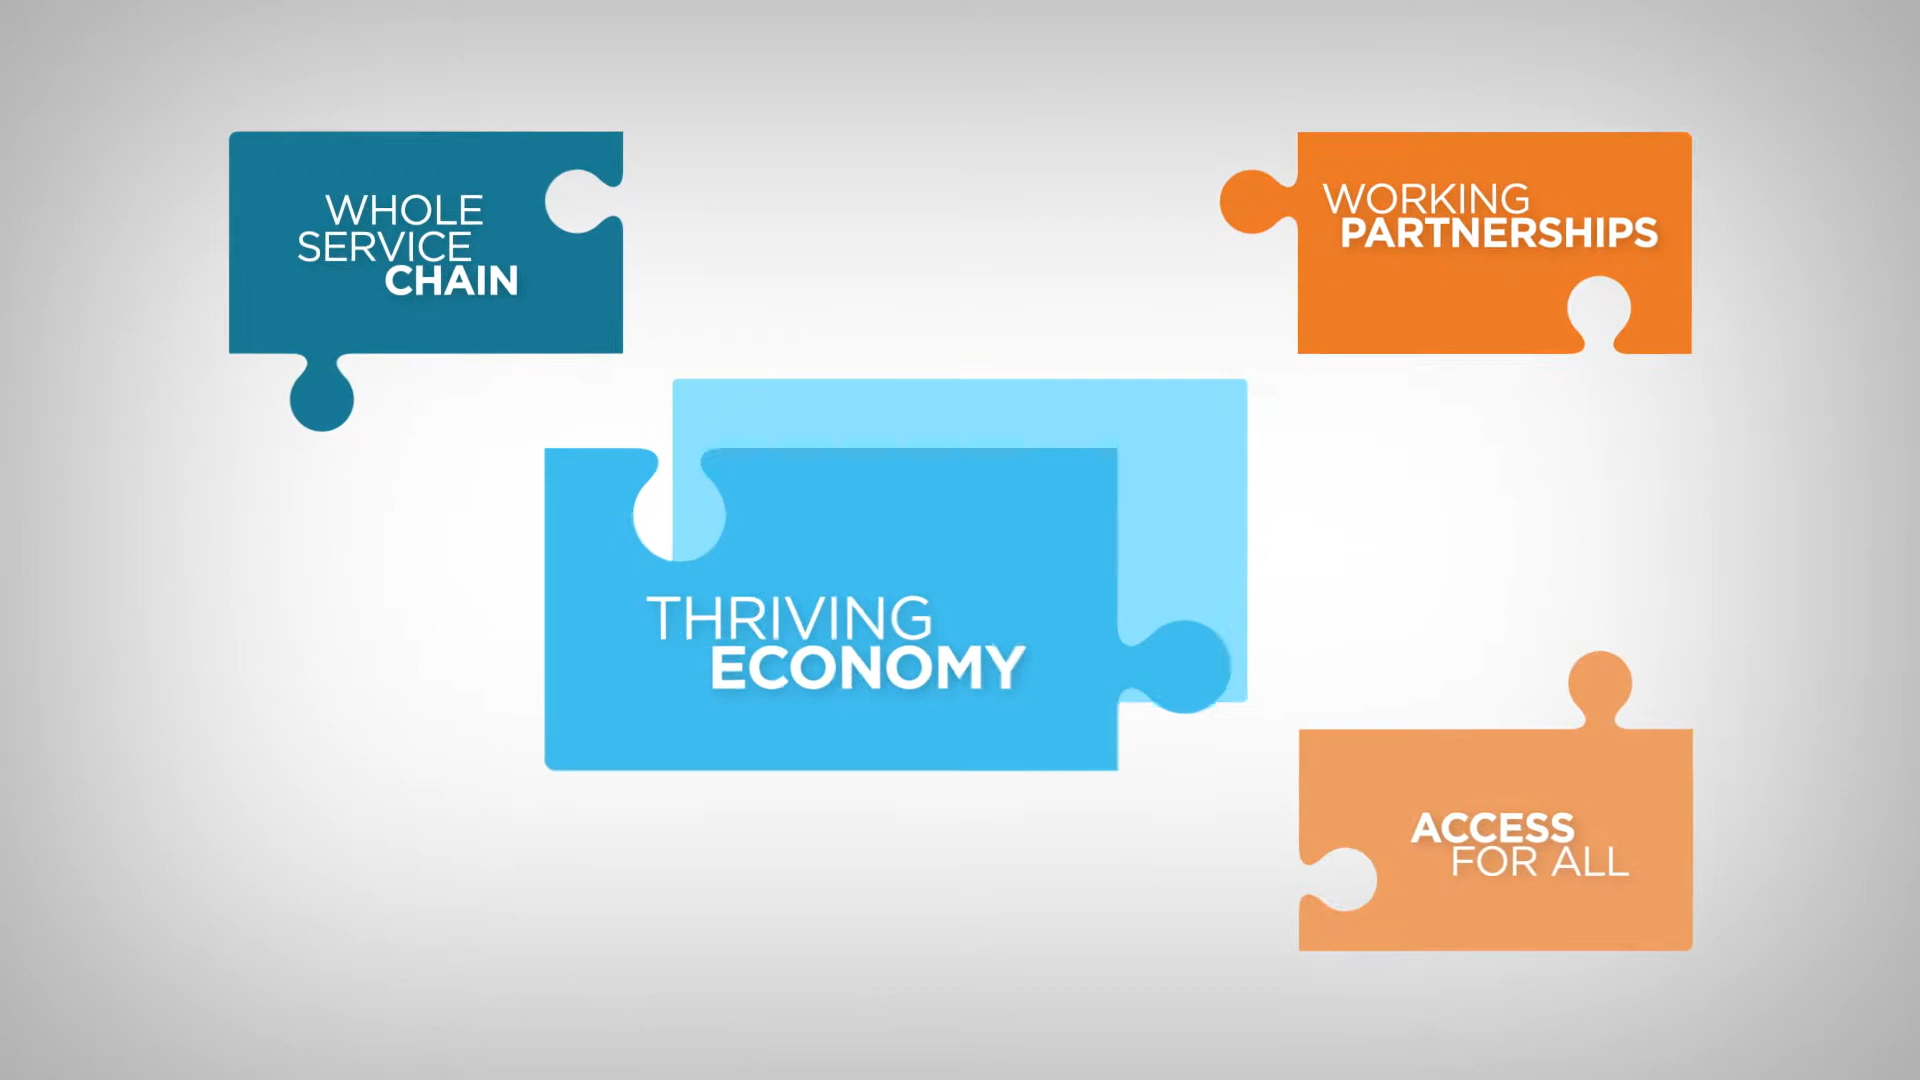 WHOLE
SERVICE
CHAIN
WORKING
PARTNERSHIPS
THRIVING
ECONOMY
ACCESS
FOR ALL